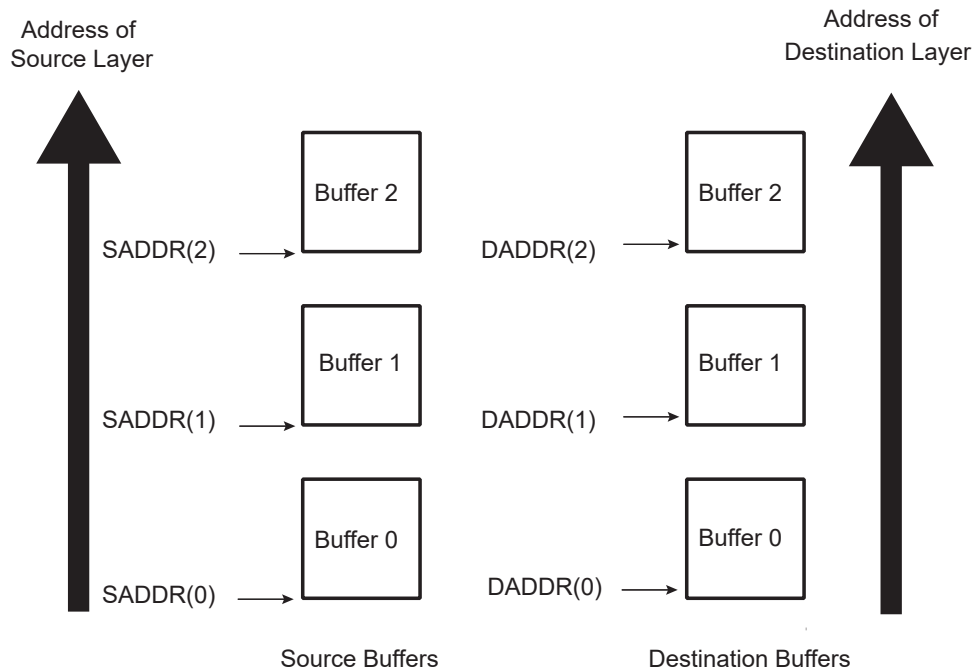 Address of
Source Layer
Address of
Destination Layer
Buffer 2
Buffer 2
SADDR(2)
DADDR(2)
Buffer 1
Buffer 1
SADDR(1)
DADDR(1)
Buffer 0
Buffer 0
SADDR(0)
DADDR(0)
Source Buffers
Destination Buffers